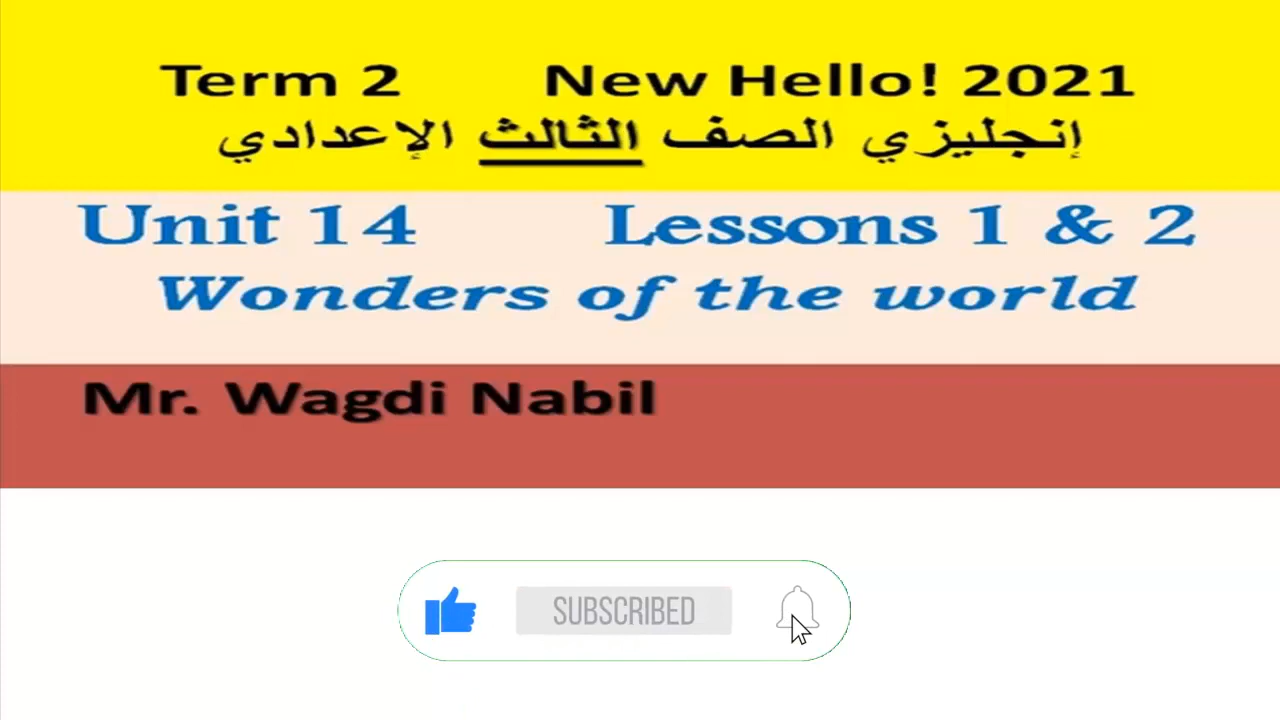 Term 2 New Hello! 2021
إنجليزي الصف الثالث الإعدادي
Unit 14 Lessons 1 & 2
Wonders of the world
Mr. Wagdi Nabil
SUBSCRIBED